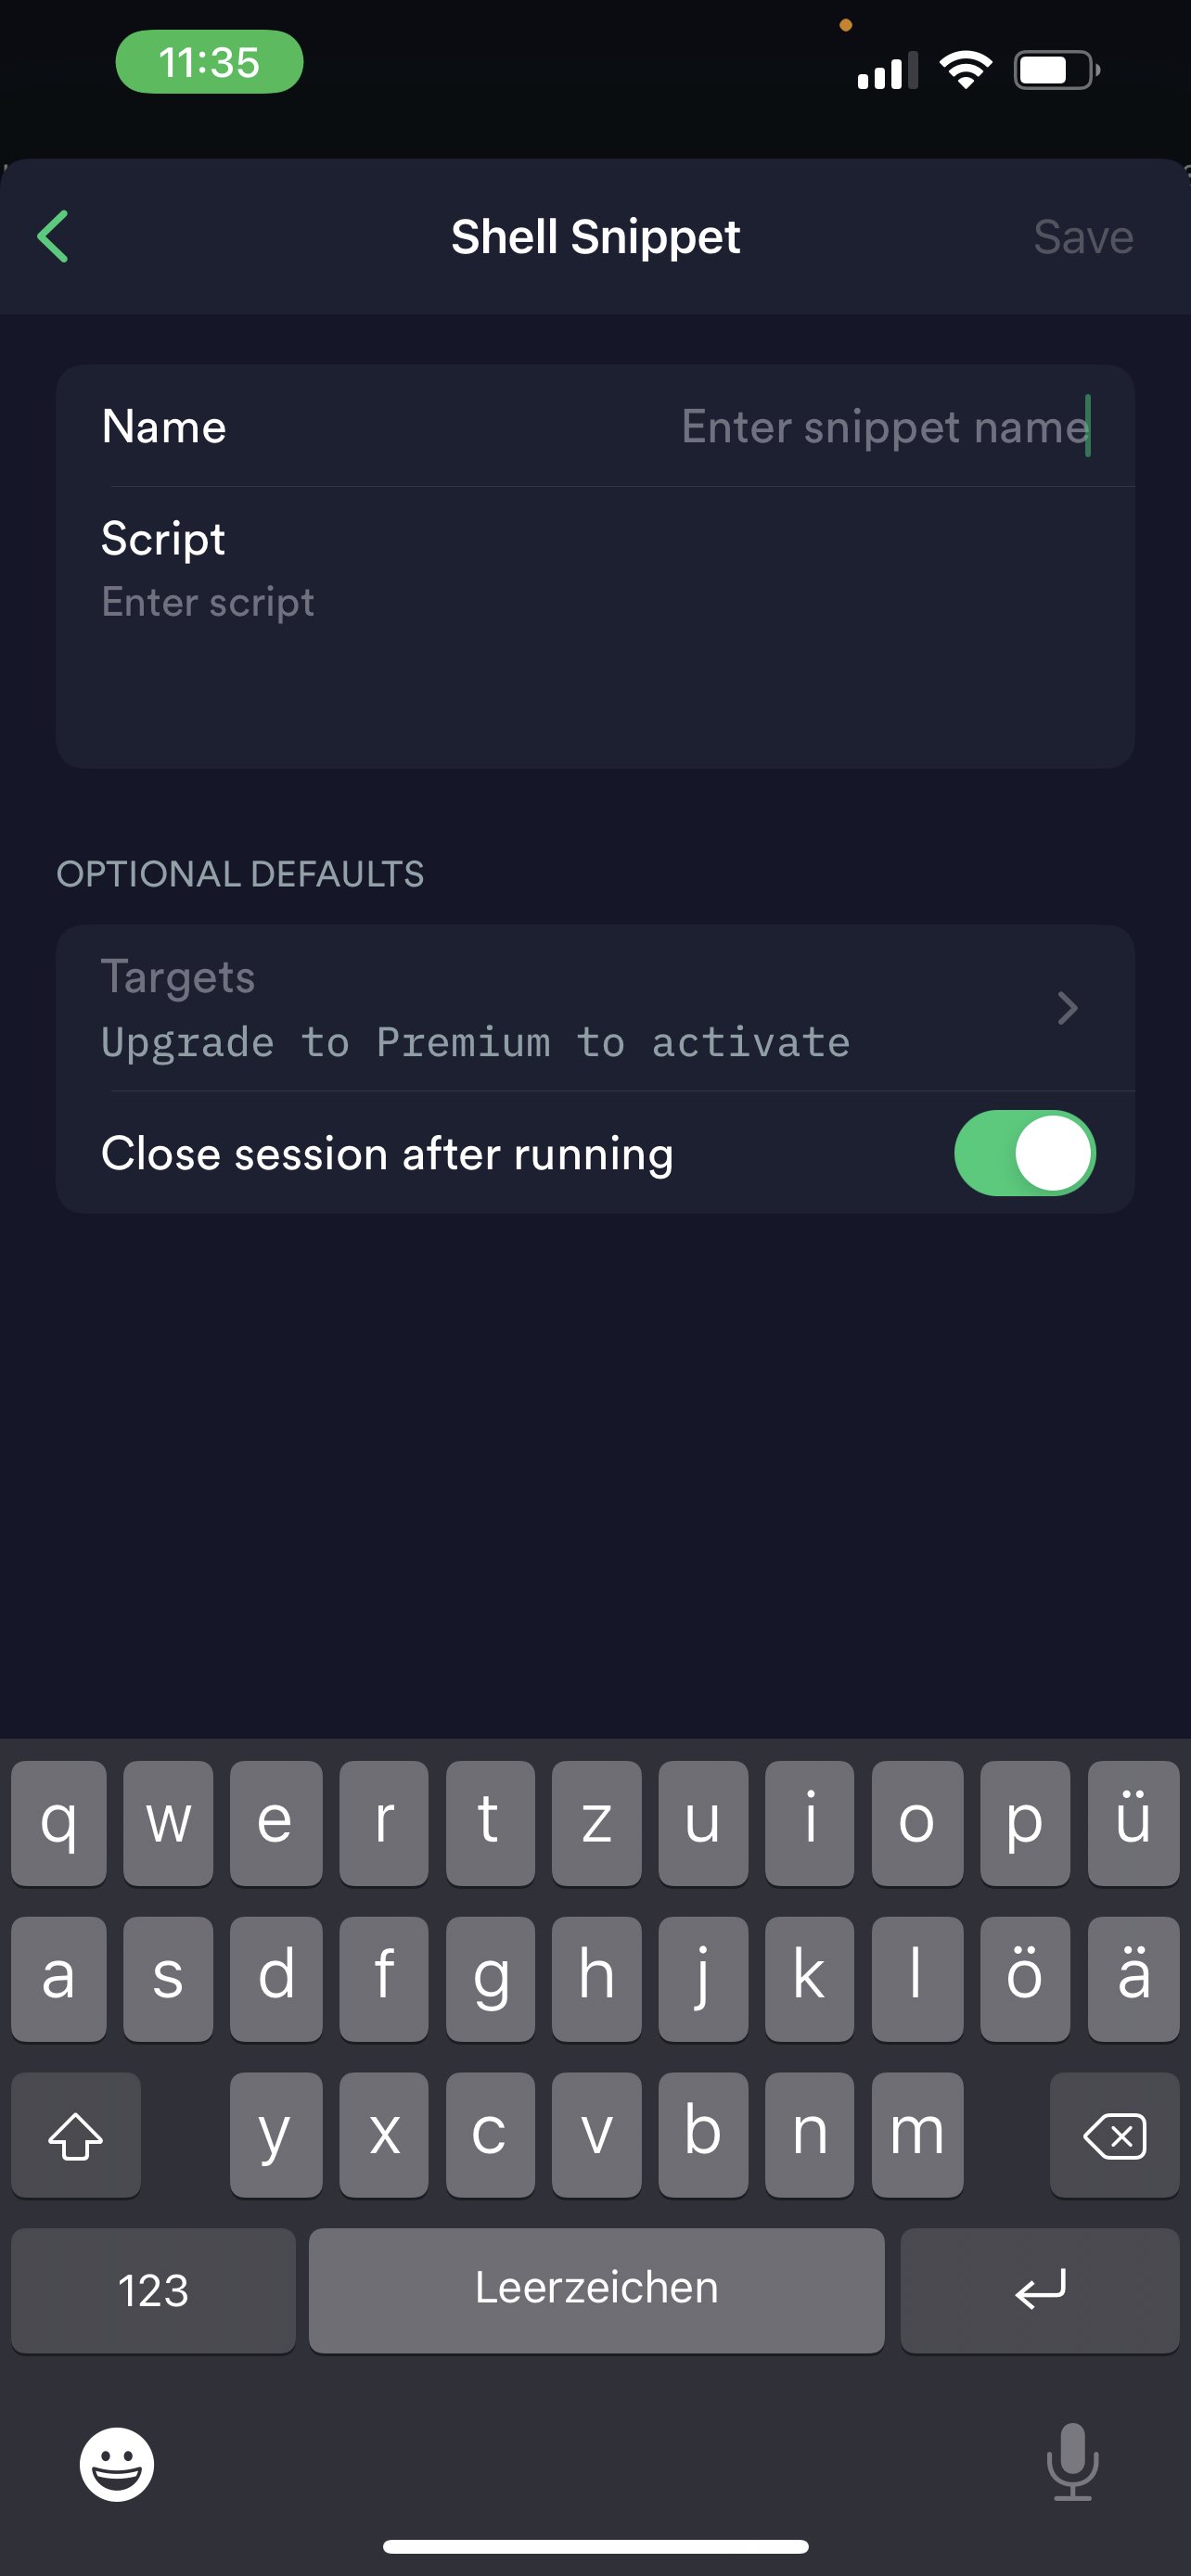 11:35
Shell Snippet
Save
Name
Enter snippet name
Script
Enter script
OPTIONAL DEFAULTS
Targets
Upgrade to Premium to activate
Close session after running
q w e r t z u i o p ü
a s d f g h j k l ö ä
y x c v b n m
123
Leerzeichen